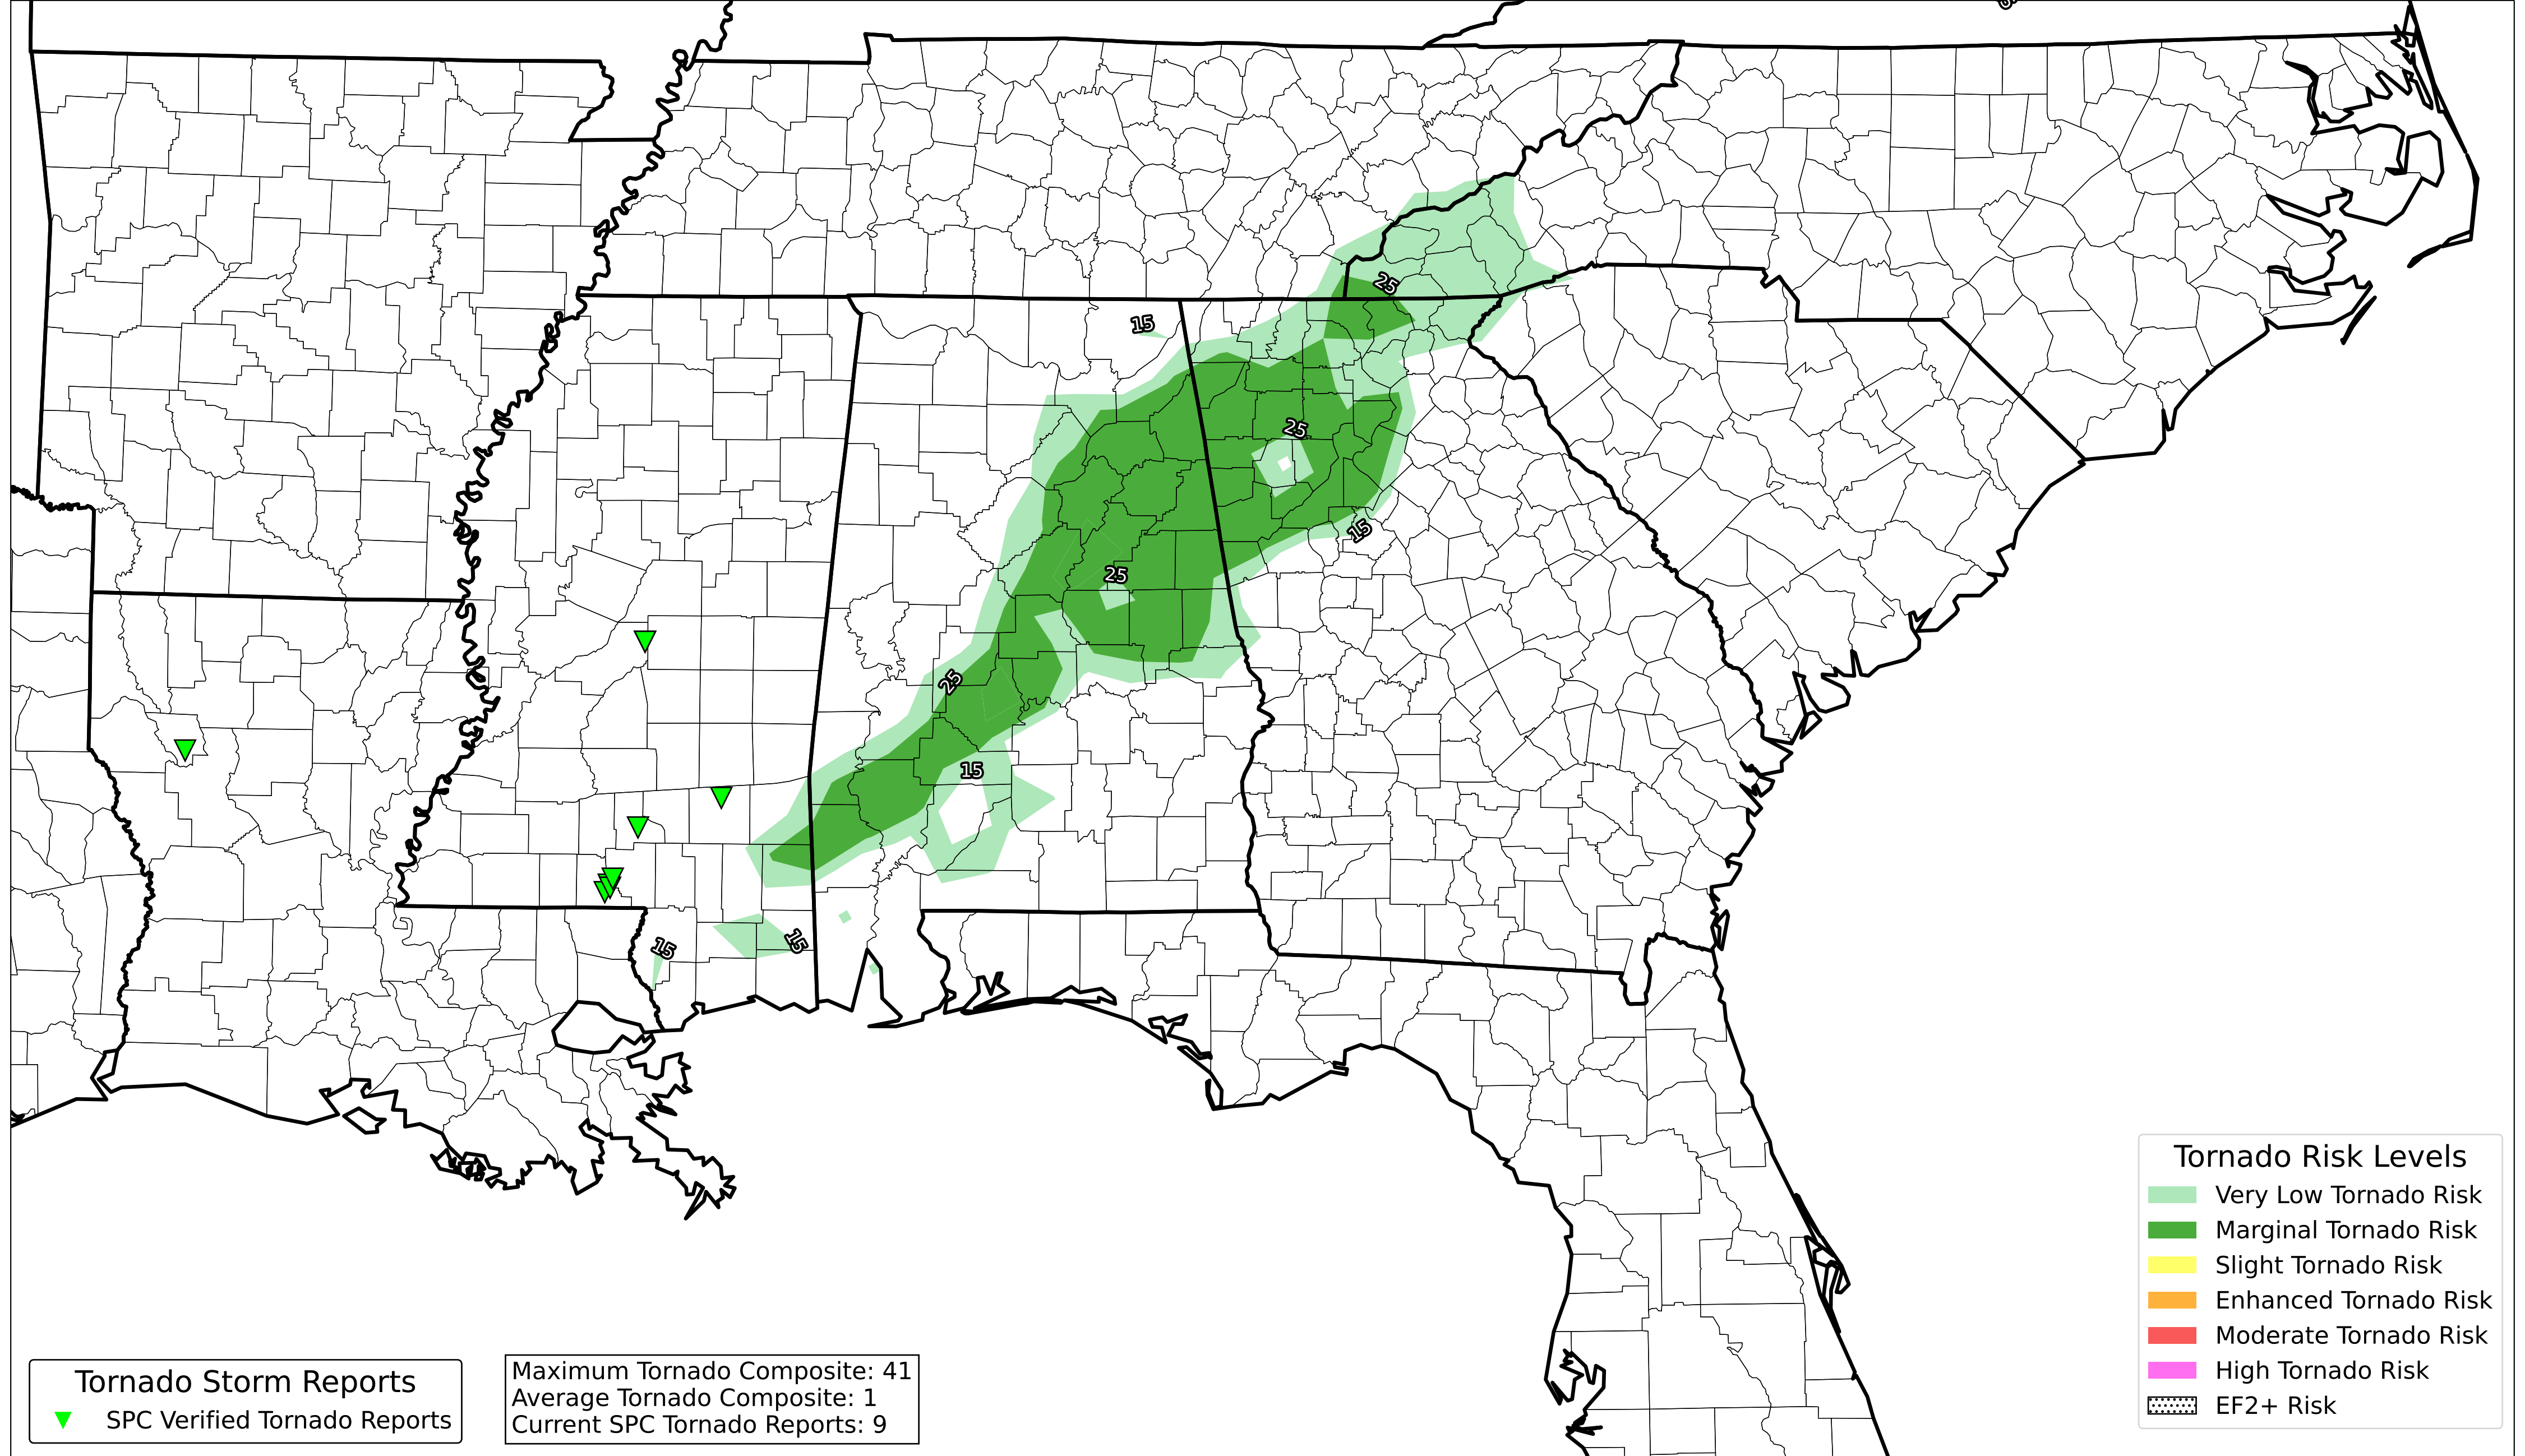 25
15
25
15
25
25
15
15
15
Tornado Risk Levels
Very Low Tornado Risk
Marginal Tornado Risk
Slight Tornado Risk
Enhanced Tornado Risk
Moderate Tornado Risk
High Tornado Risk
EF2+ Risk
Tornado Storm Reports
SPC Verified Tornado Reports
Maximum Tornado Composite: 41
Average Tornado Composite: 1
Current SPC Tornado Reports: 9